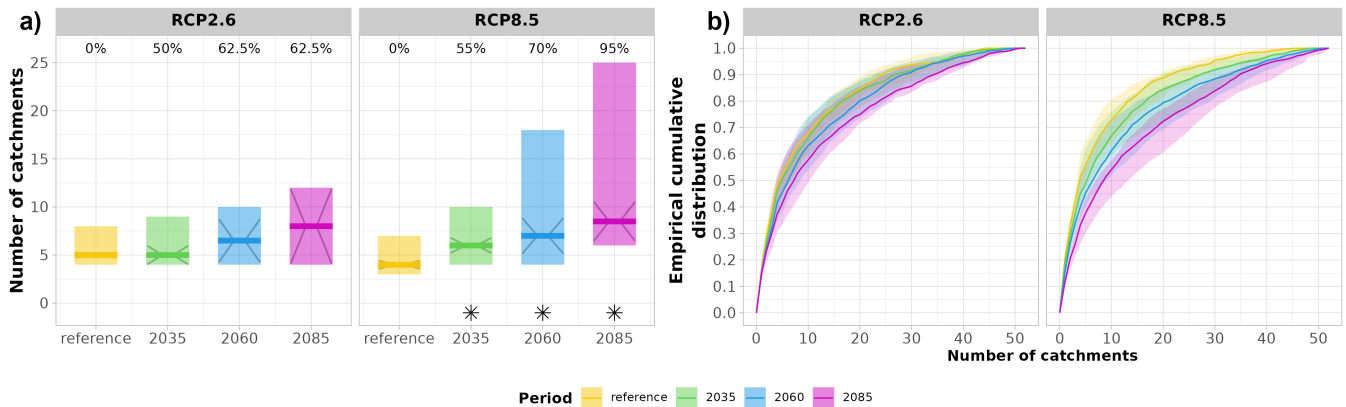 a)
RCP2.6
RCP8.5
0% 50% 62.5% 62.5%
0% 55% 70% 95%
Number of catchments
25
20
15
10
5
0
reference 2035 2060 2085
reference 2035 2060 2085
b)
RCP2.6
RCP8.5
Empirical cumulative
distribution
1.0
0.9
0.8
0.7
0.6
0.5
0.4
0.3
0.2
0.1
0.0
0 10 20 30 40 50
0 10 20 30 40 50
Number of catchments
Period reference 2035 2060 2085